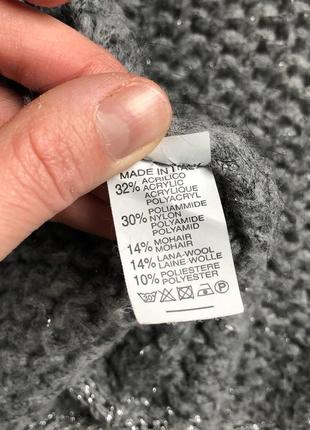 MADE IN ITALY
32% ACRILICO
ACRYLIC
ACRYLIQUE
POLYACRYL
30% POLIAMMIDE
NYLON
POLYAMIDE
POLYAMID
14% MOHAIR
MOHAIR
14% LANA-WOOL
LAINE-WOLLE
10% POLIESTERE
POLYESTER
P